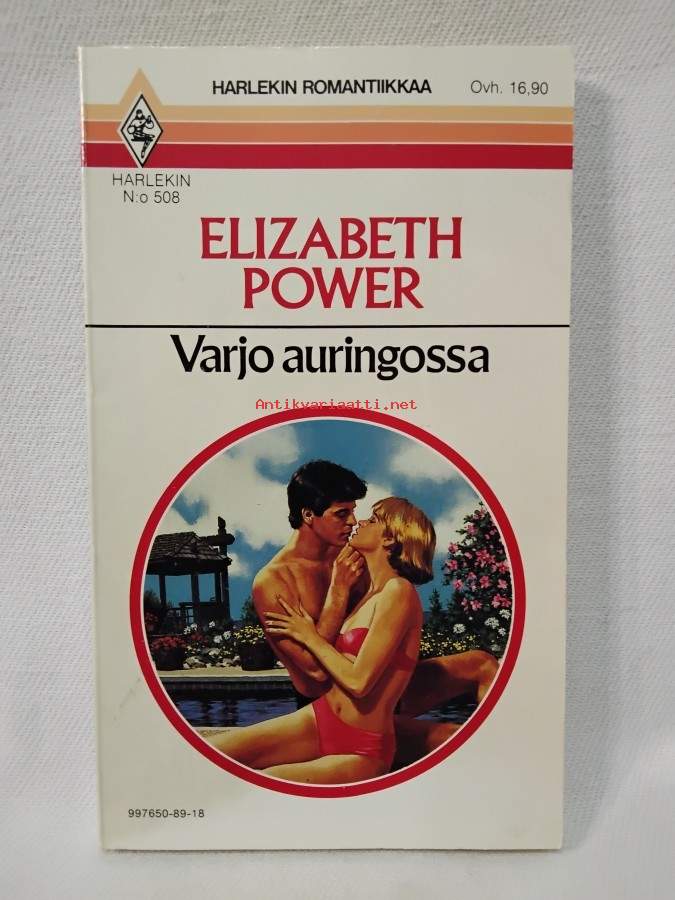 HARLEKIN ROMANTIIKKAA Ovh. 16,90
HARLEKIN
N:o 508
ELIZABETH
POWER
Varjo auringossa
Antikvariaatti.net
997650-89-18